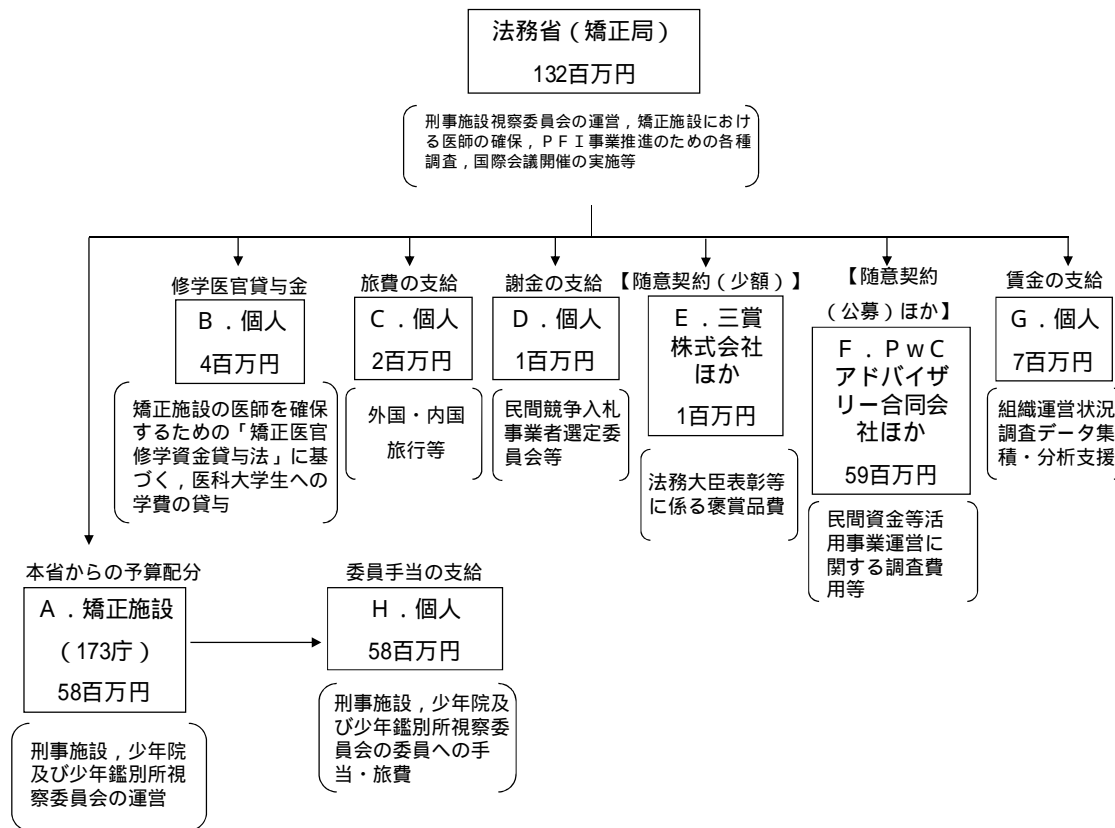 法務省（矯正局）
132百万円
刑事施設視察委員会の運営，矯正施設におけ
る医師の確保，ＰＦＩ事業推進のための各種
調査，国際会議開催の実施等
修学医官貸与金
Ｂ．個人
4百万円
矯正施設の医師を確保
するための「矯正医官
修学資金貸与法」に基
づく，医科大学生への
学費の貸与
旅費の支給
Ｃ．個人
2百万円
外国・内国
旅行等
謝金の支給
Ｄ．個人
1百万円
民間競争入札
事業者選定委
員会等
【随意契約（少額）】
Ｅ．三賞
株式会社
ほか
1百万円
法務大臣表彰等
に係る褒賞品費
【随意契約
（公募）ほか】
Ｆ．ＰｗＣ
アドバイザ
リー合同会
社ほか
59百万円
民間資金等活
用事業運営に
関する調査費
用等
賃金の支給
Ｇ．個人
7百万円
組織運営状況
調査データ集
積・分析支援
本省からの予算配分
Ａ．矯正施設
（173庁）
58百万円
刑事施設，少年院
及び少年鑑別所視
察委員会の運営
委員手当の支給
Ｈ．個人
58百万円
刑事施設，少年院及
び少年鑑別所視察委
員会の委員への手
当・旅費